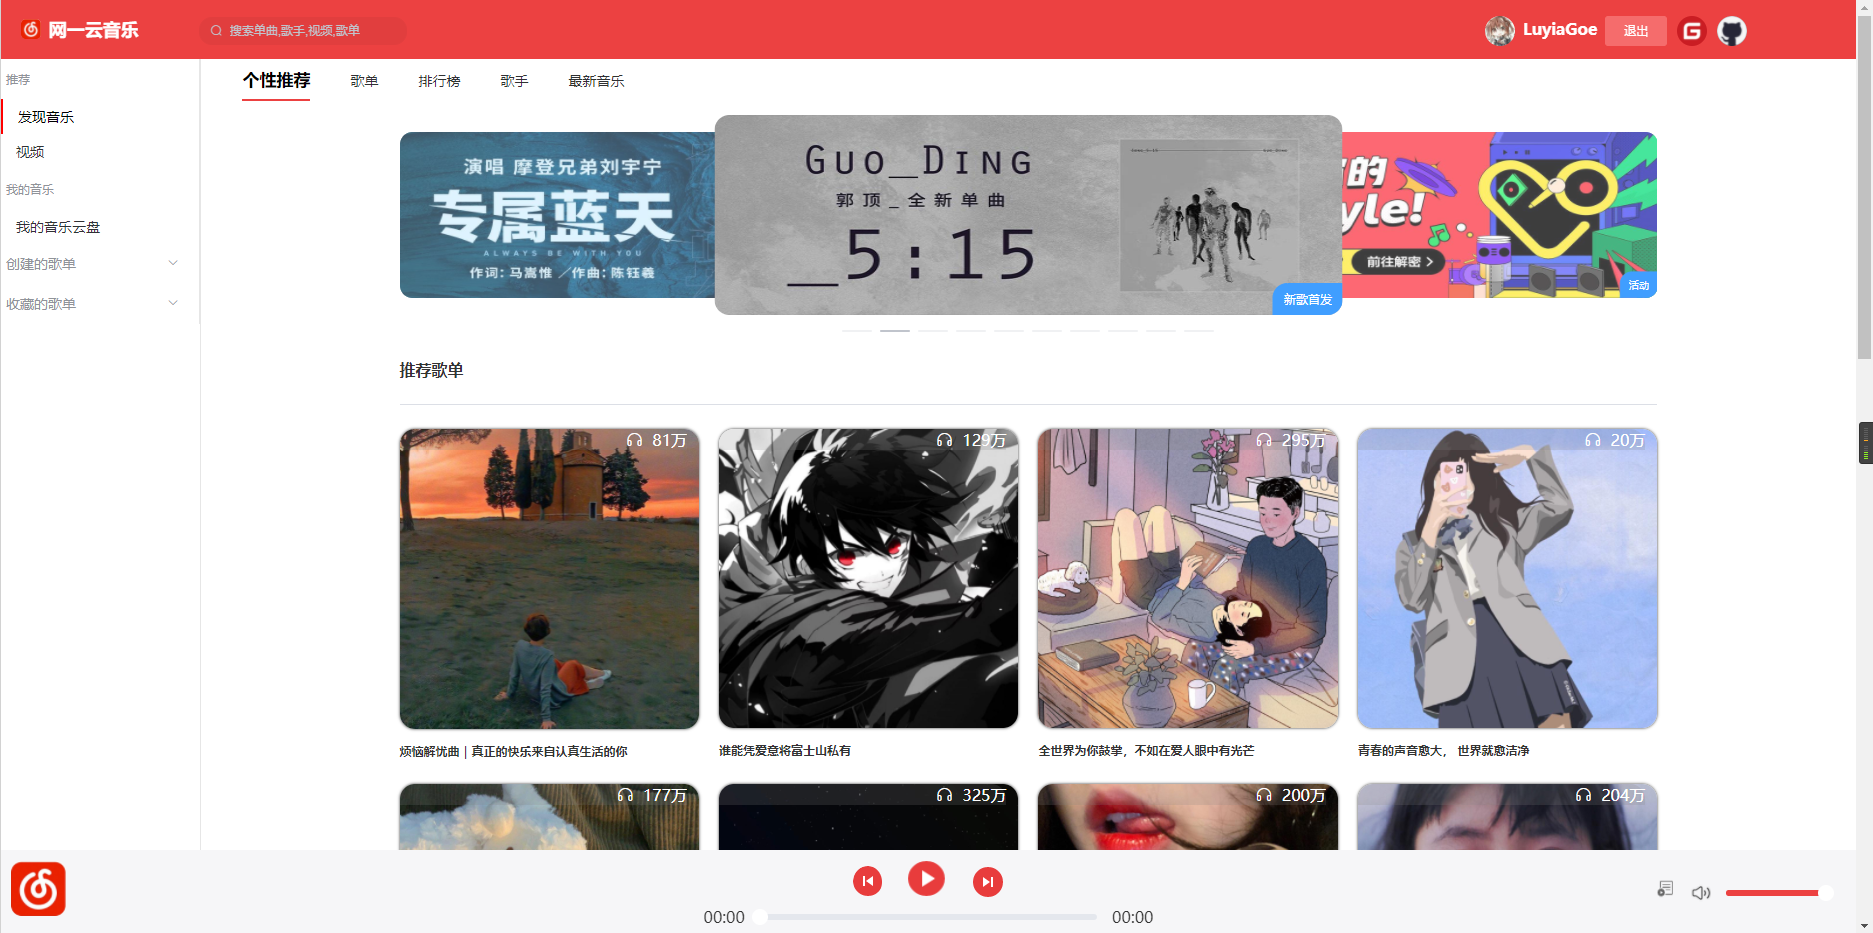 网一云音乐
搜索单曲,歌手,视频,歌单
LuyiaGoe
退出
G
推荐
发现音乐
视频
我的音乐
我的音乐云盘
创建的歌单
收藏的歌单
个性推荐
歌单
排行榜
歌手
最新音乐
演唱 摩登兄弟刘宇宁
专属蓝天
ALWAYS BE WITH YOU
作词: 马嵩惟 ／作曲: 陈钰羲
GUO__DING
郭顶_全新单曲
__5:15
新歌首发
的
yle!
前往解密 >
活动
推荐歌单
81万
129万
295万
20万
烦恼解忧曲 | 真正的快乐来自认真生活的你
谁能凭爱意将富士山私有
全世界为你鼓掌，不如在爱人眼中有光芒
青春的声音愈大， 世界就愈洁净
177万
325万
200万
204万
00:00
00:00